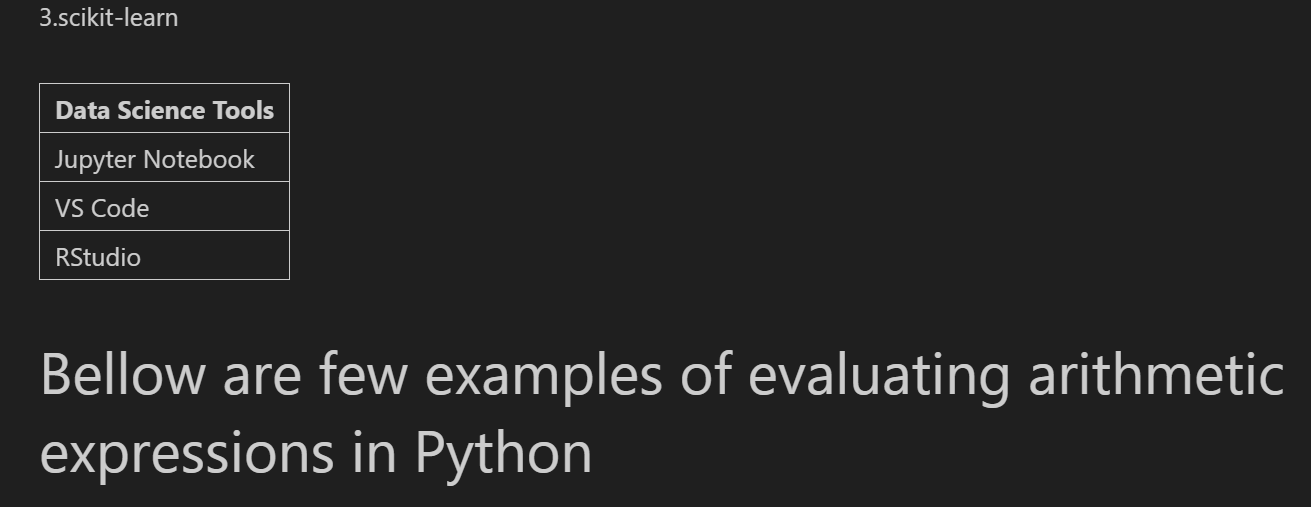 3.scikit-learn
Data Science Tools
Jupyter Notebook
VS Code
RStudio
Bellow are few examples of evaluating arithmetic
expressions in Python